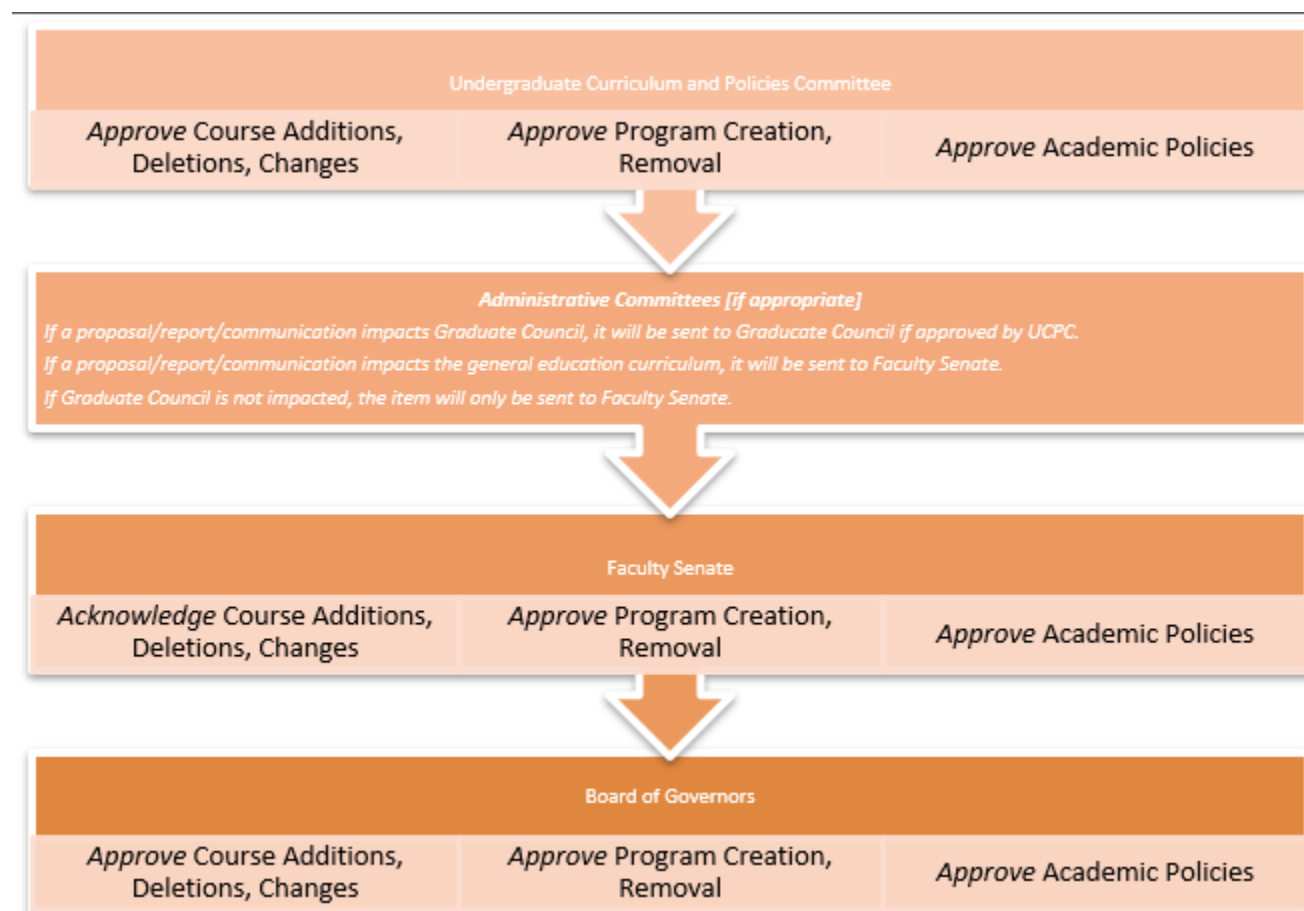 Undergraduate Curriculum and Policies Committee
Approve Course Additions,
Deletions, Changes
Approve Program Creation,
Removal
Approve Academic Policies
Administrative Committees [if appropriate]
If a proposal/report/communication impacts Graduate Council, it will be sent to Graducate Council if approved by UCPC.
If a proposal/report/communication impacts the general education curriculum, it will be sent to Faculty Senate.
If Graduate Council is not impacted, the item will only be sent to Faculty Senate.
Faculty Senate
Acknowledge Course Additions,
Deletions, Changes
Approve Program Creation,
Removal
Approve Academic Policies
Board of Governors
Approve Course Additions,
Deletions, Changes
Approve Program Creation,
Removal
Approve Academic Policies